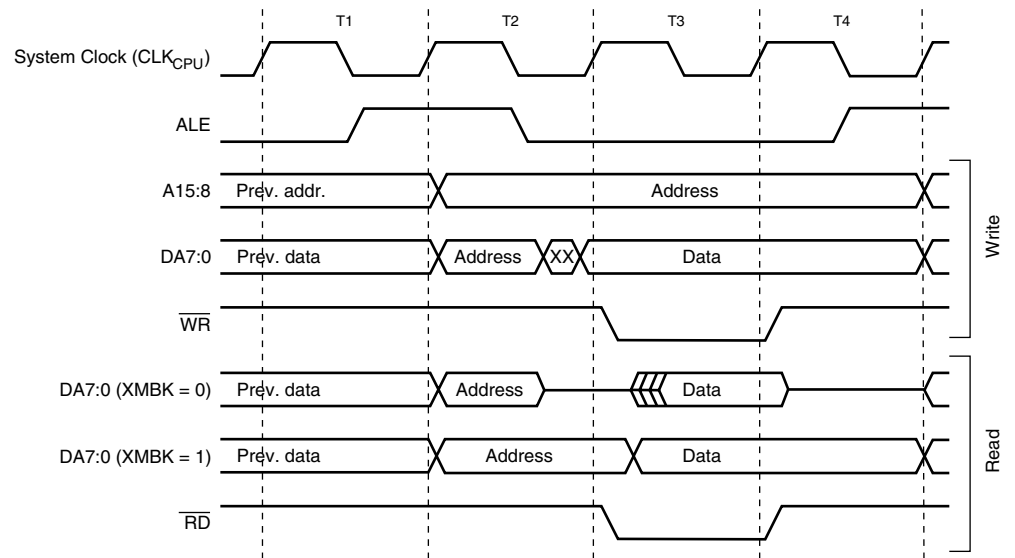 T1 T2 T3 T4
System Clock (CLKCPU)
ALE
A15:8 Prev. addr. Address
DA7:0 Prev. data Address XX Data
WR
Write
DA7:0 (XMBK = 0) Prev. data Address Data
DA7:0 (XMBK = 1) Prev. data Address Data
RD
Read